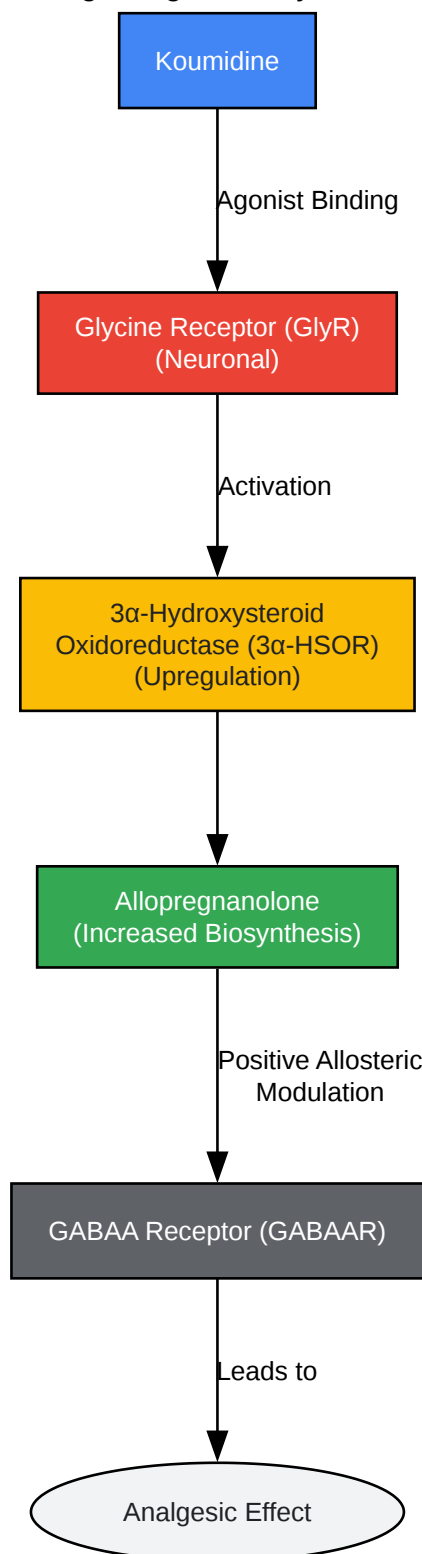 Koumidine
Agonist Binding
Glycine Receptor (GlyR)
(Neuronal)
Activation
3α-Hydroxysteroid
Oxidoreductase (3α-HSOR)
(Upregulation)
Allopregnanolone
(Increased Biosynthesis)
Positive Allosteric
Modulation
GABAA Receptor (GABAAR)
Leads to
Analgesic Effect